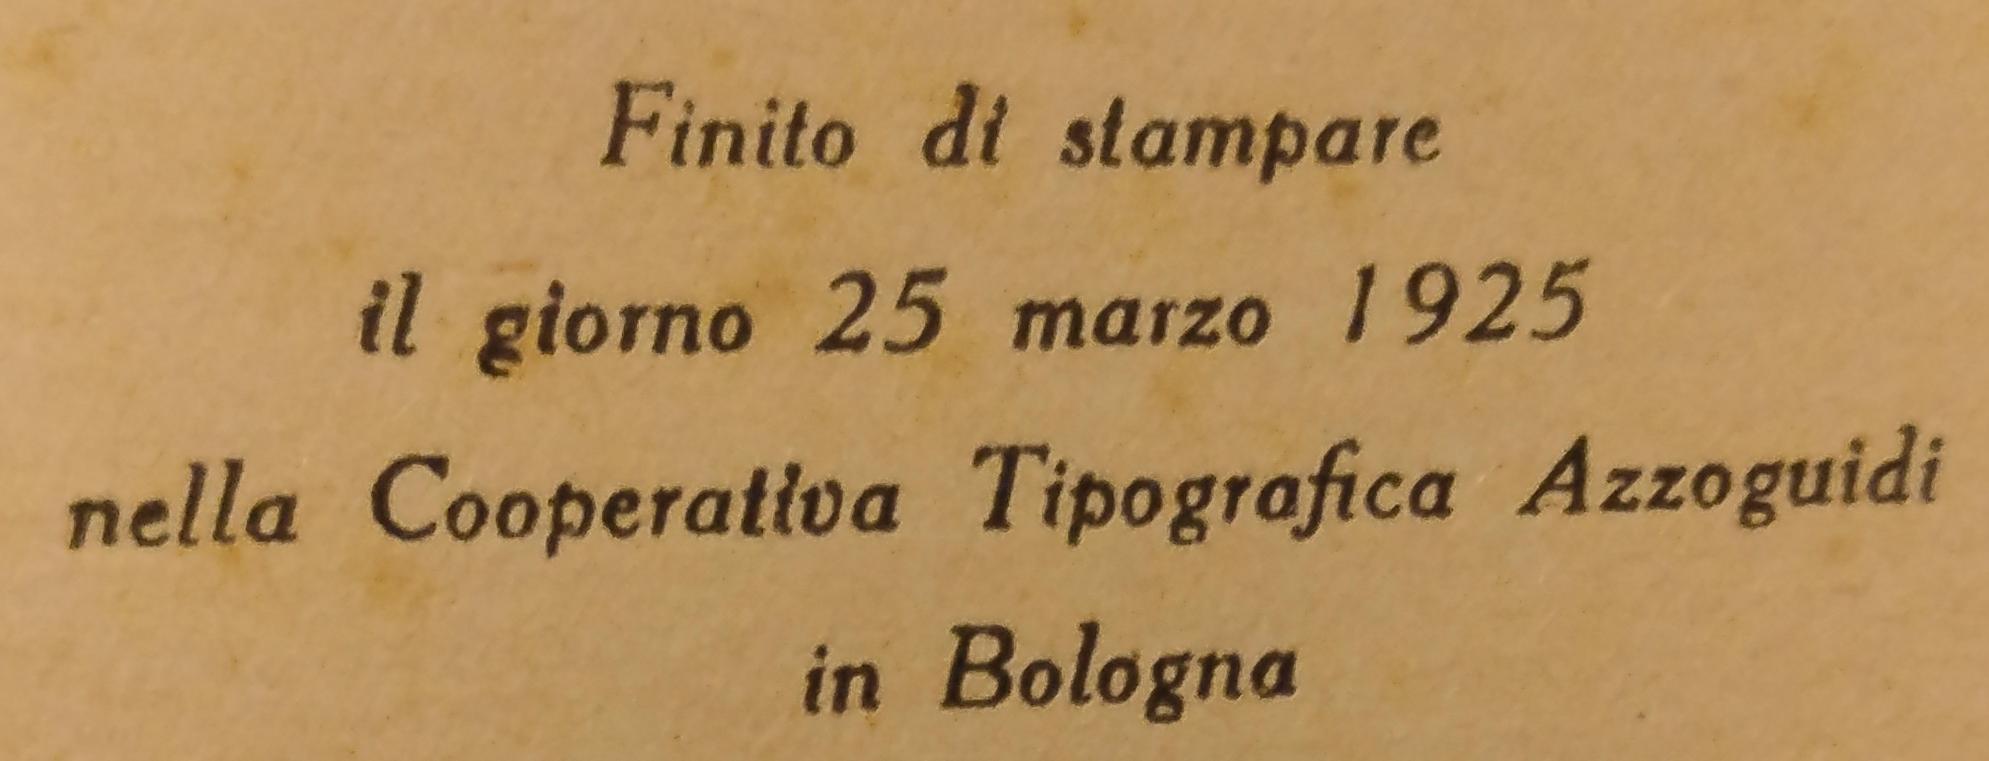 Finito di stampare
il giorno 25 marzo 1925
nella Cooperativa Tipografica Azzoguidi
in Bologna